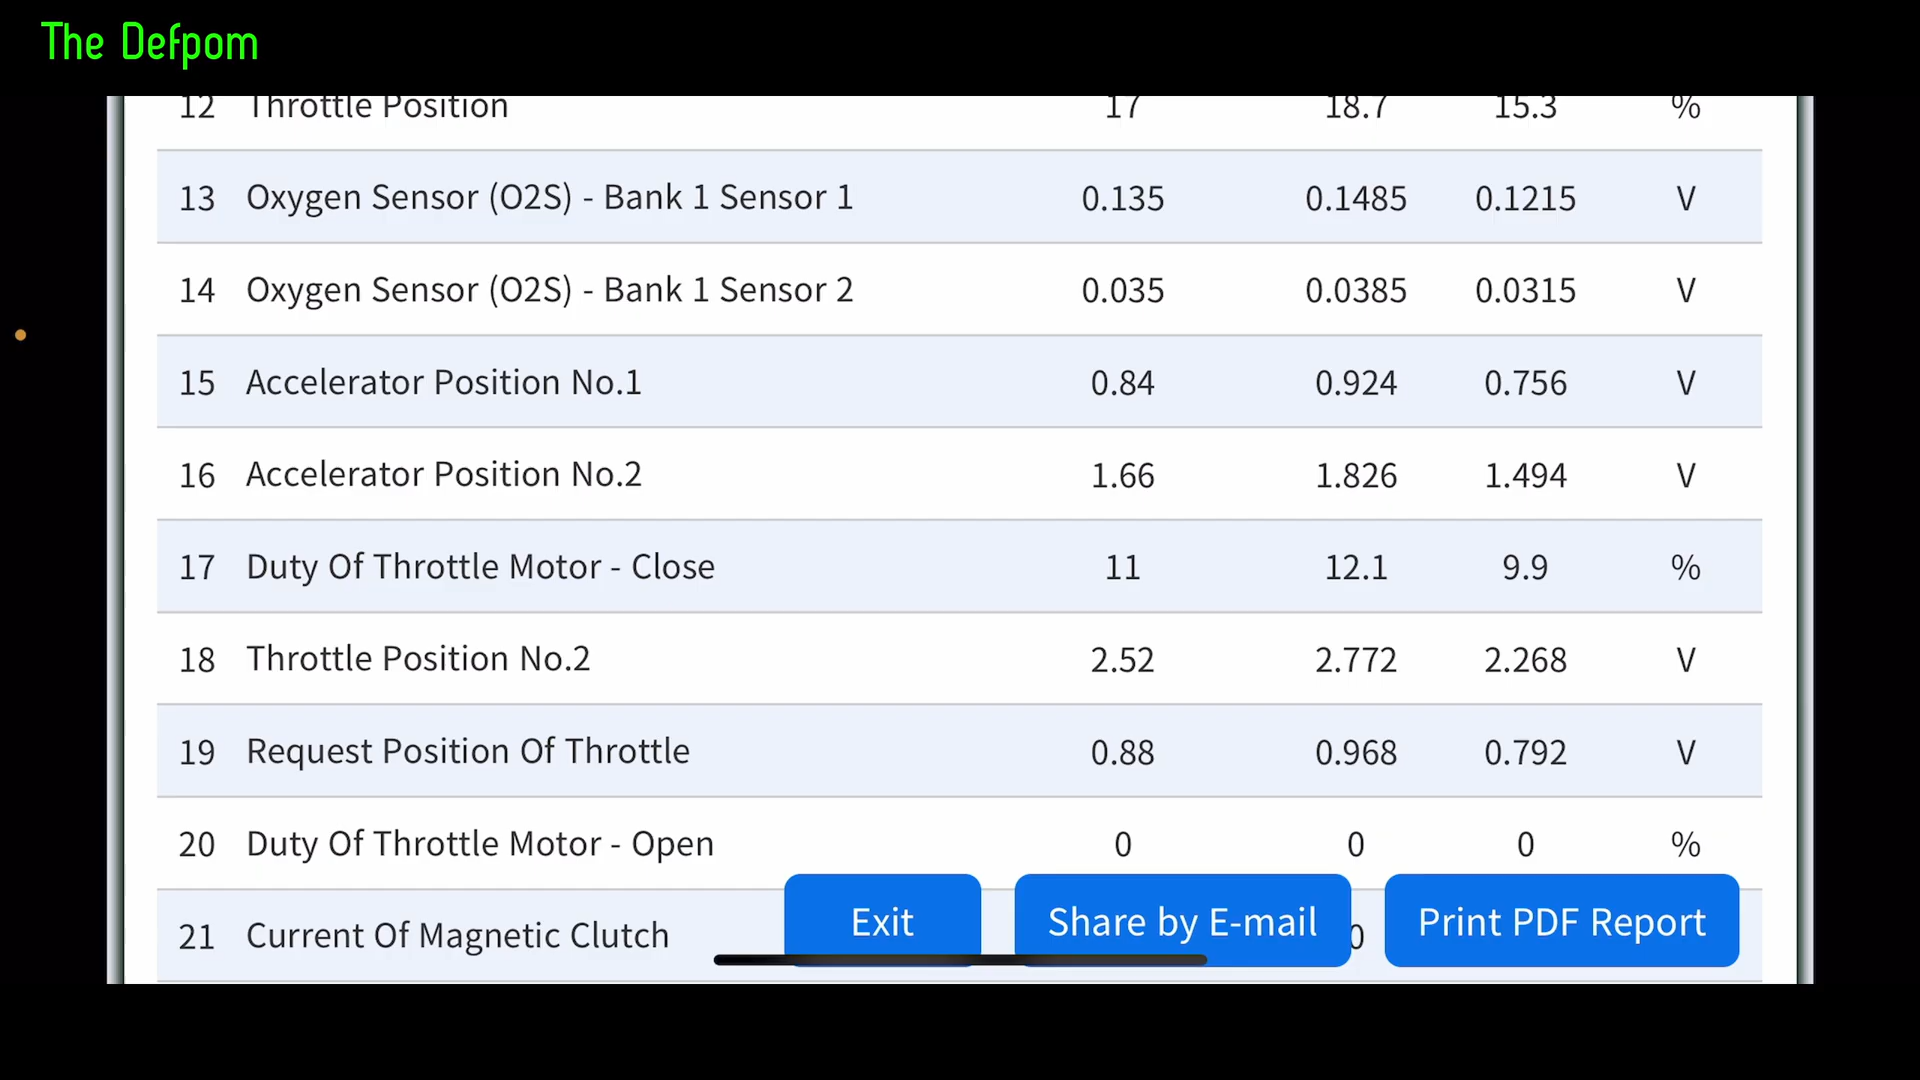 The Defpom
12 Throttle Position 17 18.7 15.3 %
13 Oxygen Sensor (O2S) - Bank 1 Sensor 1 0.135 0.1485 0.1215 V
14 Oxygen Sensor (O2S) - Bank 1 Sensor 2 0.035 0.0385 0.0315 V
15 Accelerator Position No.1 0.84 0.924 0.756 V
16 Accelerator Position No.2 1.66 1.826 1.494 V
17 Duty Of Throttle Motor - Close 11 12.1 9.9 %
18 Throttle Position No.2 2.52 2.772 2.268 V
19 Request Position Of Throttle 0.88 0.968 0.792 V
20 Duty Of Throttle Motor - Open 0 0 0 %
21 Current Of Magnetic Clutch
Exit Share by E-mail Print PDF Report